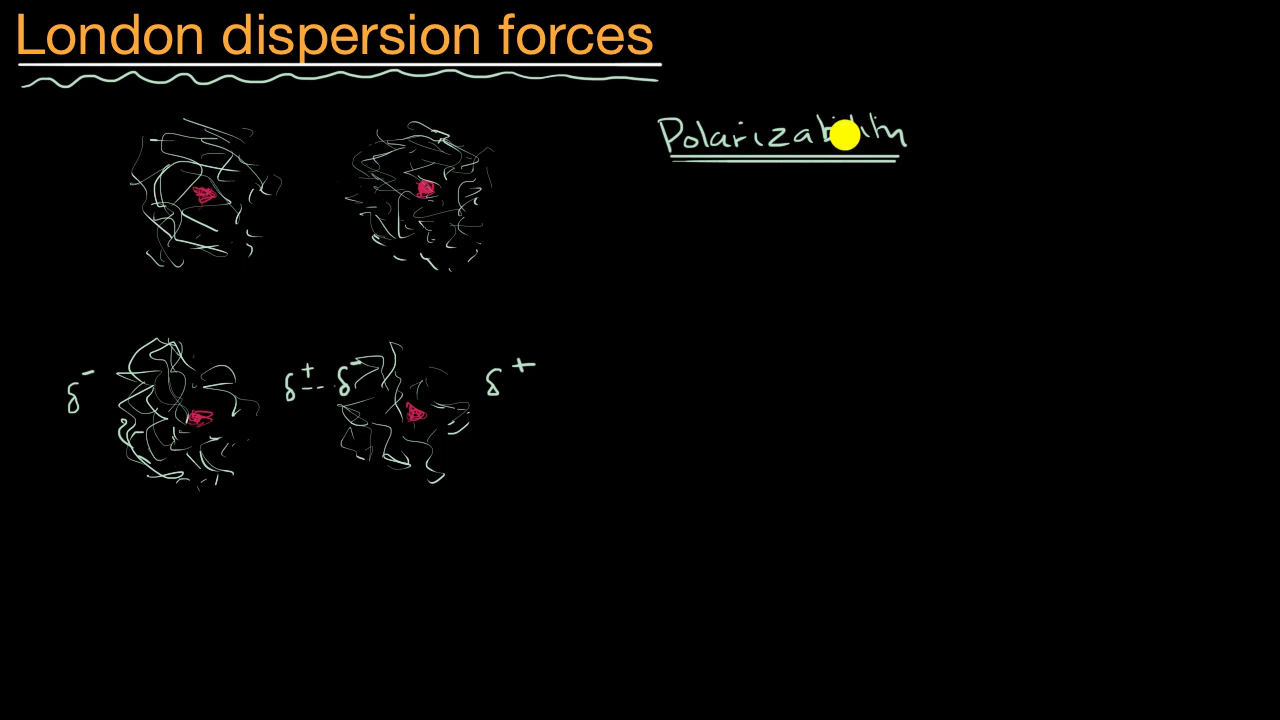 London dispersion forces
Polarizability
δ- δ+-- δ- δ+